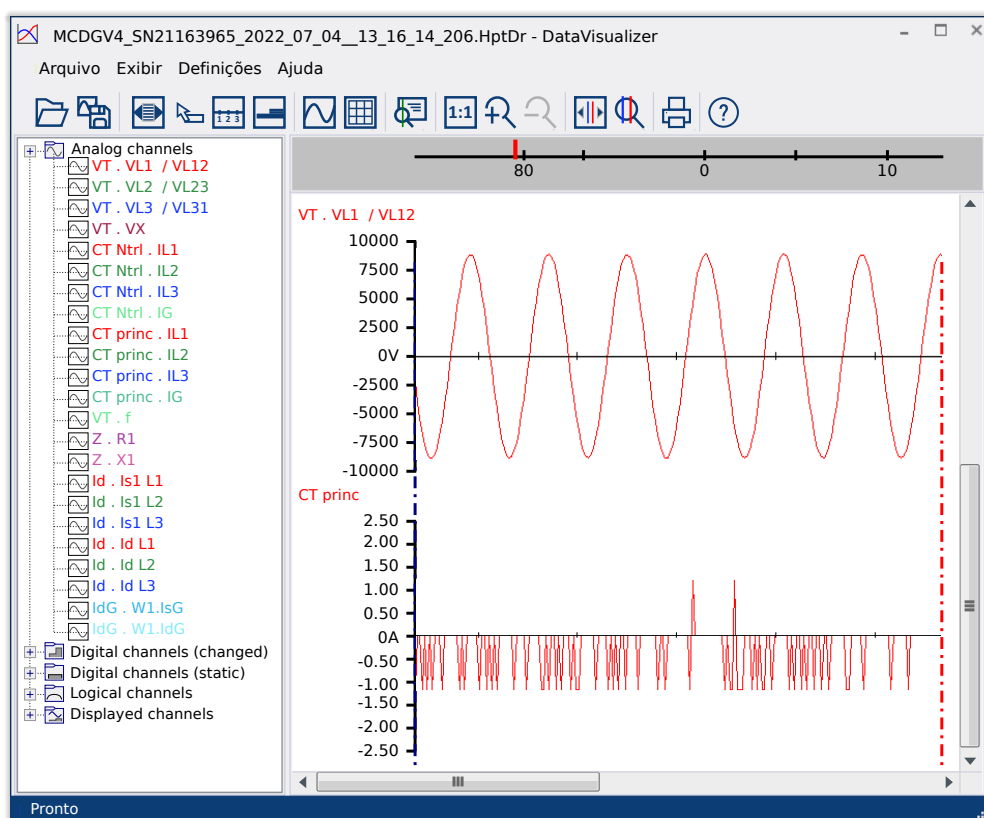 MCDGV4_SN21163965_2022_07_04__13_16_14_206.HptDr - DataVisualizer
Arquivo Exibir Definições Ajuda
1 2 3
1:1
?
Analog channels
VT . VL1 / VL12
VT . VL2 / VL23
VT . VL3 / VL31
VT . VX
CT Ntrl . IL1
CT Ntrl . IL2
CT Ntrl . IL3
CT Ntrl . IG
CT princ . IL1
CT princ . IL2
CT princ . IL3
CT princ . IG
VT . f
Z . R1
Z . X1
Id . Is1 L1
Id . Is1 L2
Id . Is1 L3
Id . Id L1
Id . Id L2
Id . Id L3
IdG . W1.IsG
IdG . W1.IdG
Digital channels (changed)
Digital channels (static)
Logical channels
Displayed channels
80 0 10
VT . VL1 / VL12
10000
7500
5000
2500
0V
-2500
-5000
-7500
-10000
CT princ
2.50
2.00
1.50
1.00
0.50
0A
-0.50
-1.00
-1.50
-2.00
-2.50
Pronto